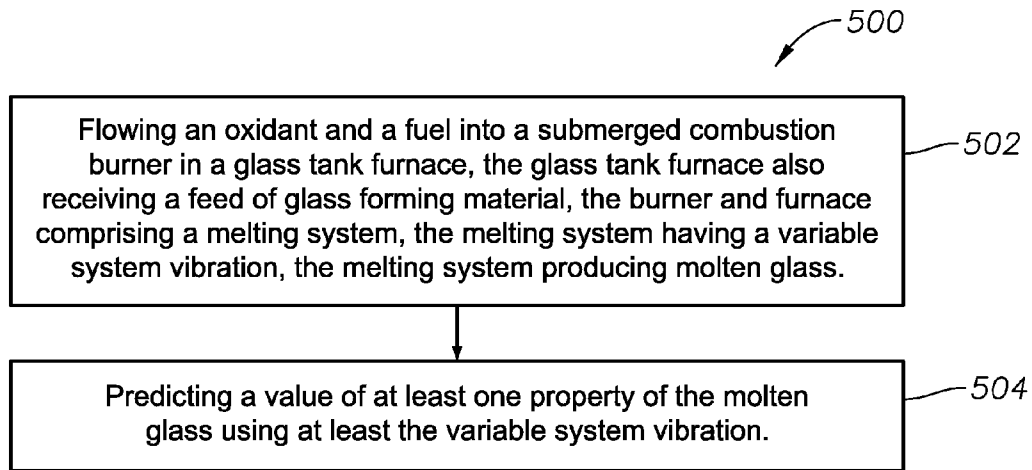 500
Flowing an oxidant and a fuel into a submerged combustion
burner in a glass tank furnace, the glass tank furnace also
receiving a feed of glass forming material, the burner and furnace
comprising a melting system, the melting system having a variable
system vibration, the melting system producing molten glass.
502
Predicting a value of at least one property of the molten
glass using at least the variable system vibration.
504